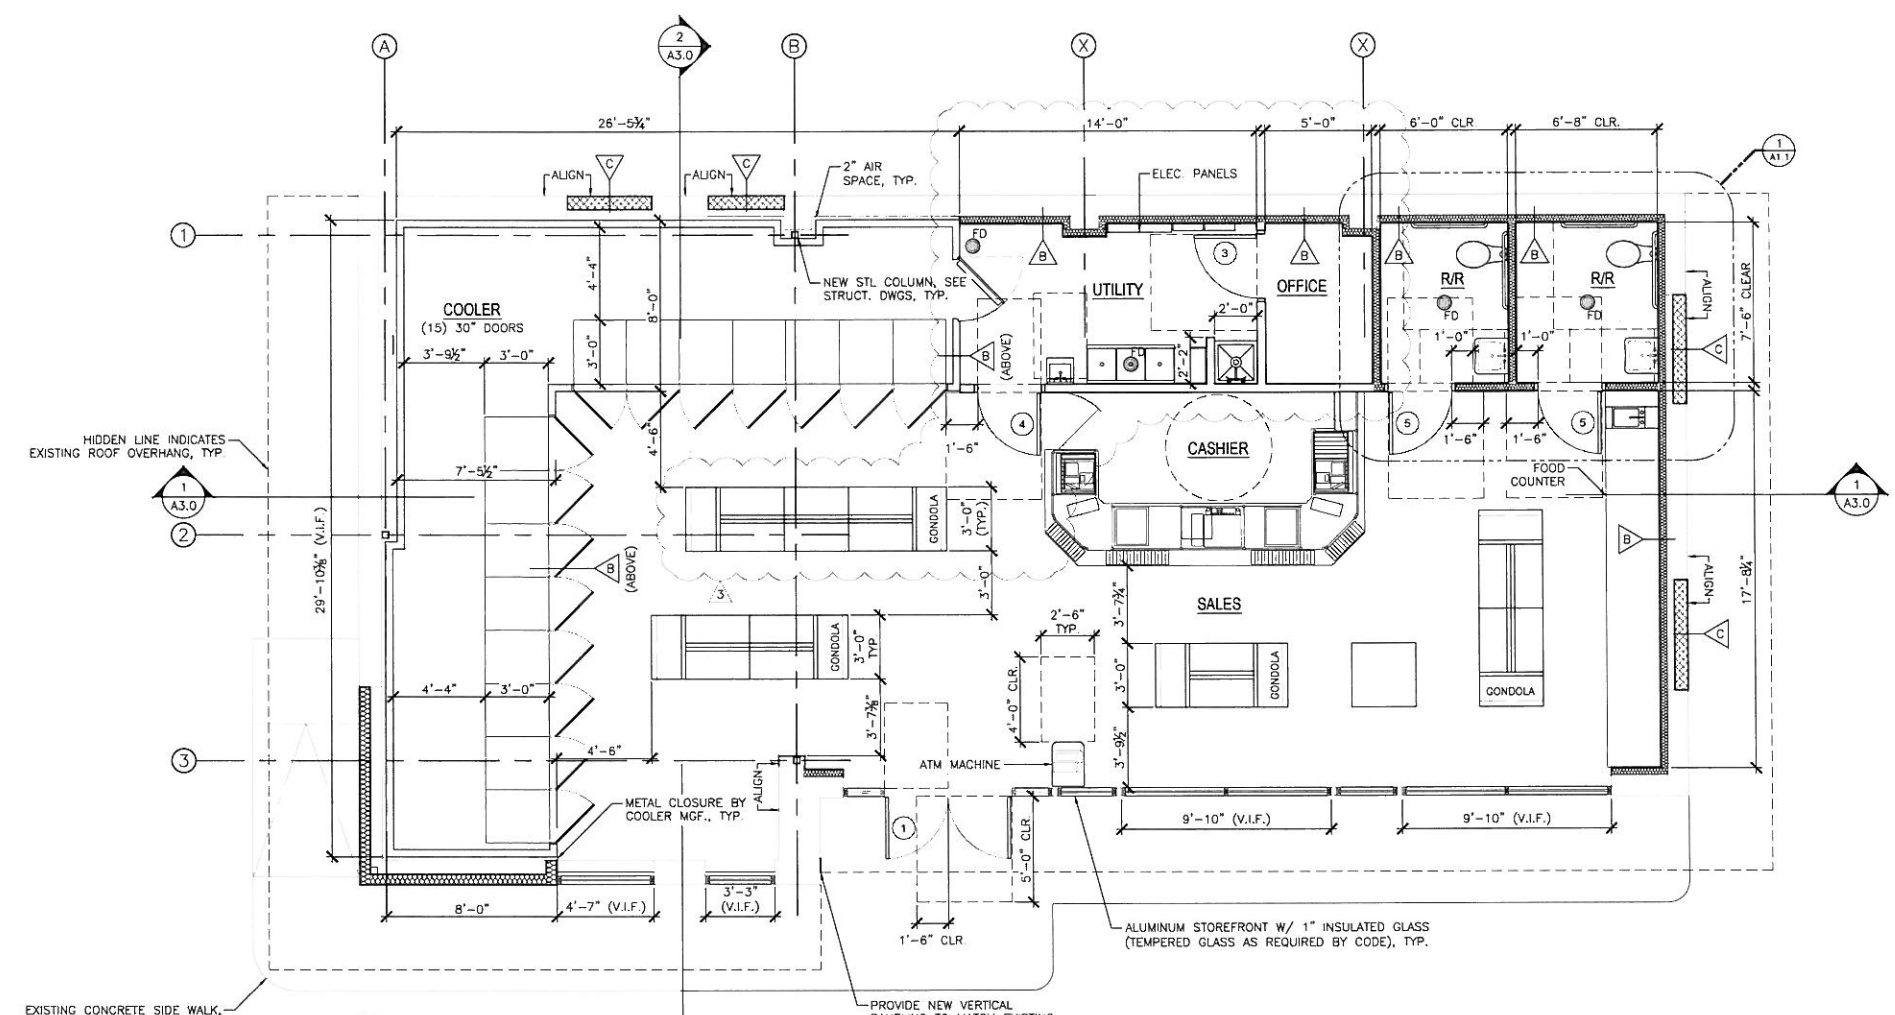 A
2
A3.0
B
X
X
26'-5¾"
14'-0"
5'-0"
6'-0" CLR.
6'-8" CLR.
1
A1.1
C
C
ALIGN
ALIGN
2" AIR
SPACE, TYP.
ELEC. PANELS
1
FD
B
3
B
B
B
4'-4"
8'-0"
NEW STL COLUMN, SEE
STRUCT. DWGS, TYP.
UTILITY
OFFICE
R/R
R/R
FD
FD
ALIGN
7'-6" CLEAR
COOLER
(15) 30" DOORS
2'-0"
1'-0"
1'-0"
3'-9½"
3'-0"
3'-0"
B
(ABOVE)
FD
2'-2"
2'-2"
C
HIDDEN LINE INDICATES
EXISTING ROOF OVERHANG, TYP.
4'-6"
1'-6"
4
CASHIER
5
1'-6"
1'-6"
5
7'-5½"
FOOD
COUNTER
1
A3.0
1
A3.0
GONDOLA
3'-0"
(TYP.)
2
29'-10⅜" (V.I.F.)
B
(ABOVE)
3
3'-0"
B
ALIGN
17'-8¼"
SALES
3'-7¾"
2'-6"
TYP.
GONDOLA
3'-0"
TYP.
C
4'-4"
3'-0"
4'-0" CLR.
3'-0"
GONDOLA
GONDOLA
3'-7⅜"
3'-9½"
3
4'-6"
ALIGN
ATM MACHINE
METAL CLOSURE BY
COOLER MGF., TYP.
1
5'-0" CLR.
9'-10" (V.I.F.)
9'-10" (V.I.F.)
8'-0"
4'-7" (V.I.F.)
3'-3"
(V.I.F.)
1'-6" CLR.
ALUMINUM STOREFRONT W/ 1" INSULATED GLASS
(TEMPERED GLASS AS REQUIRED BY CODE), TYP.
EXISTING CONCRETE SIDE WALK,
PROVIDE NEW VERTICAL